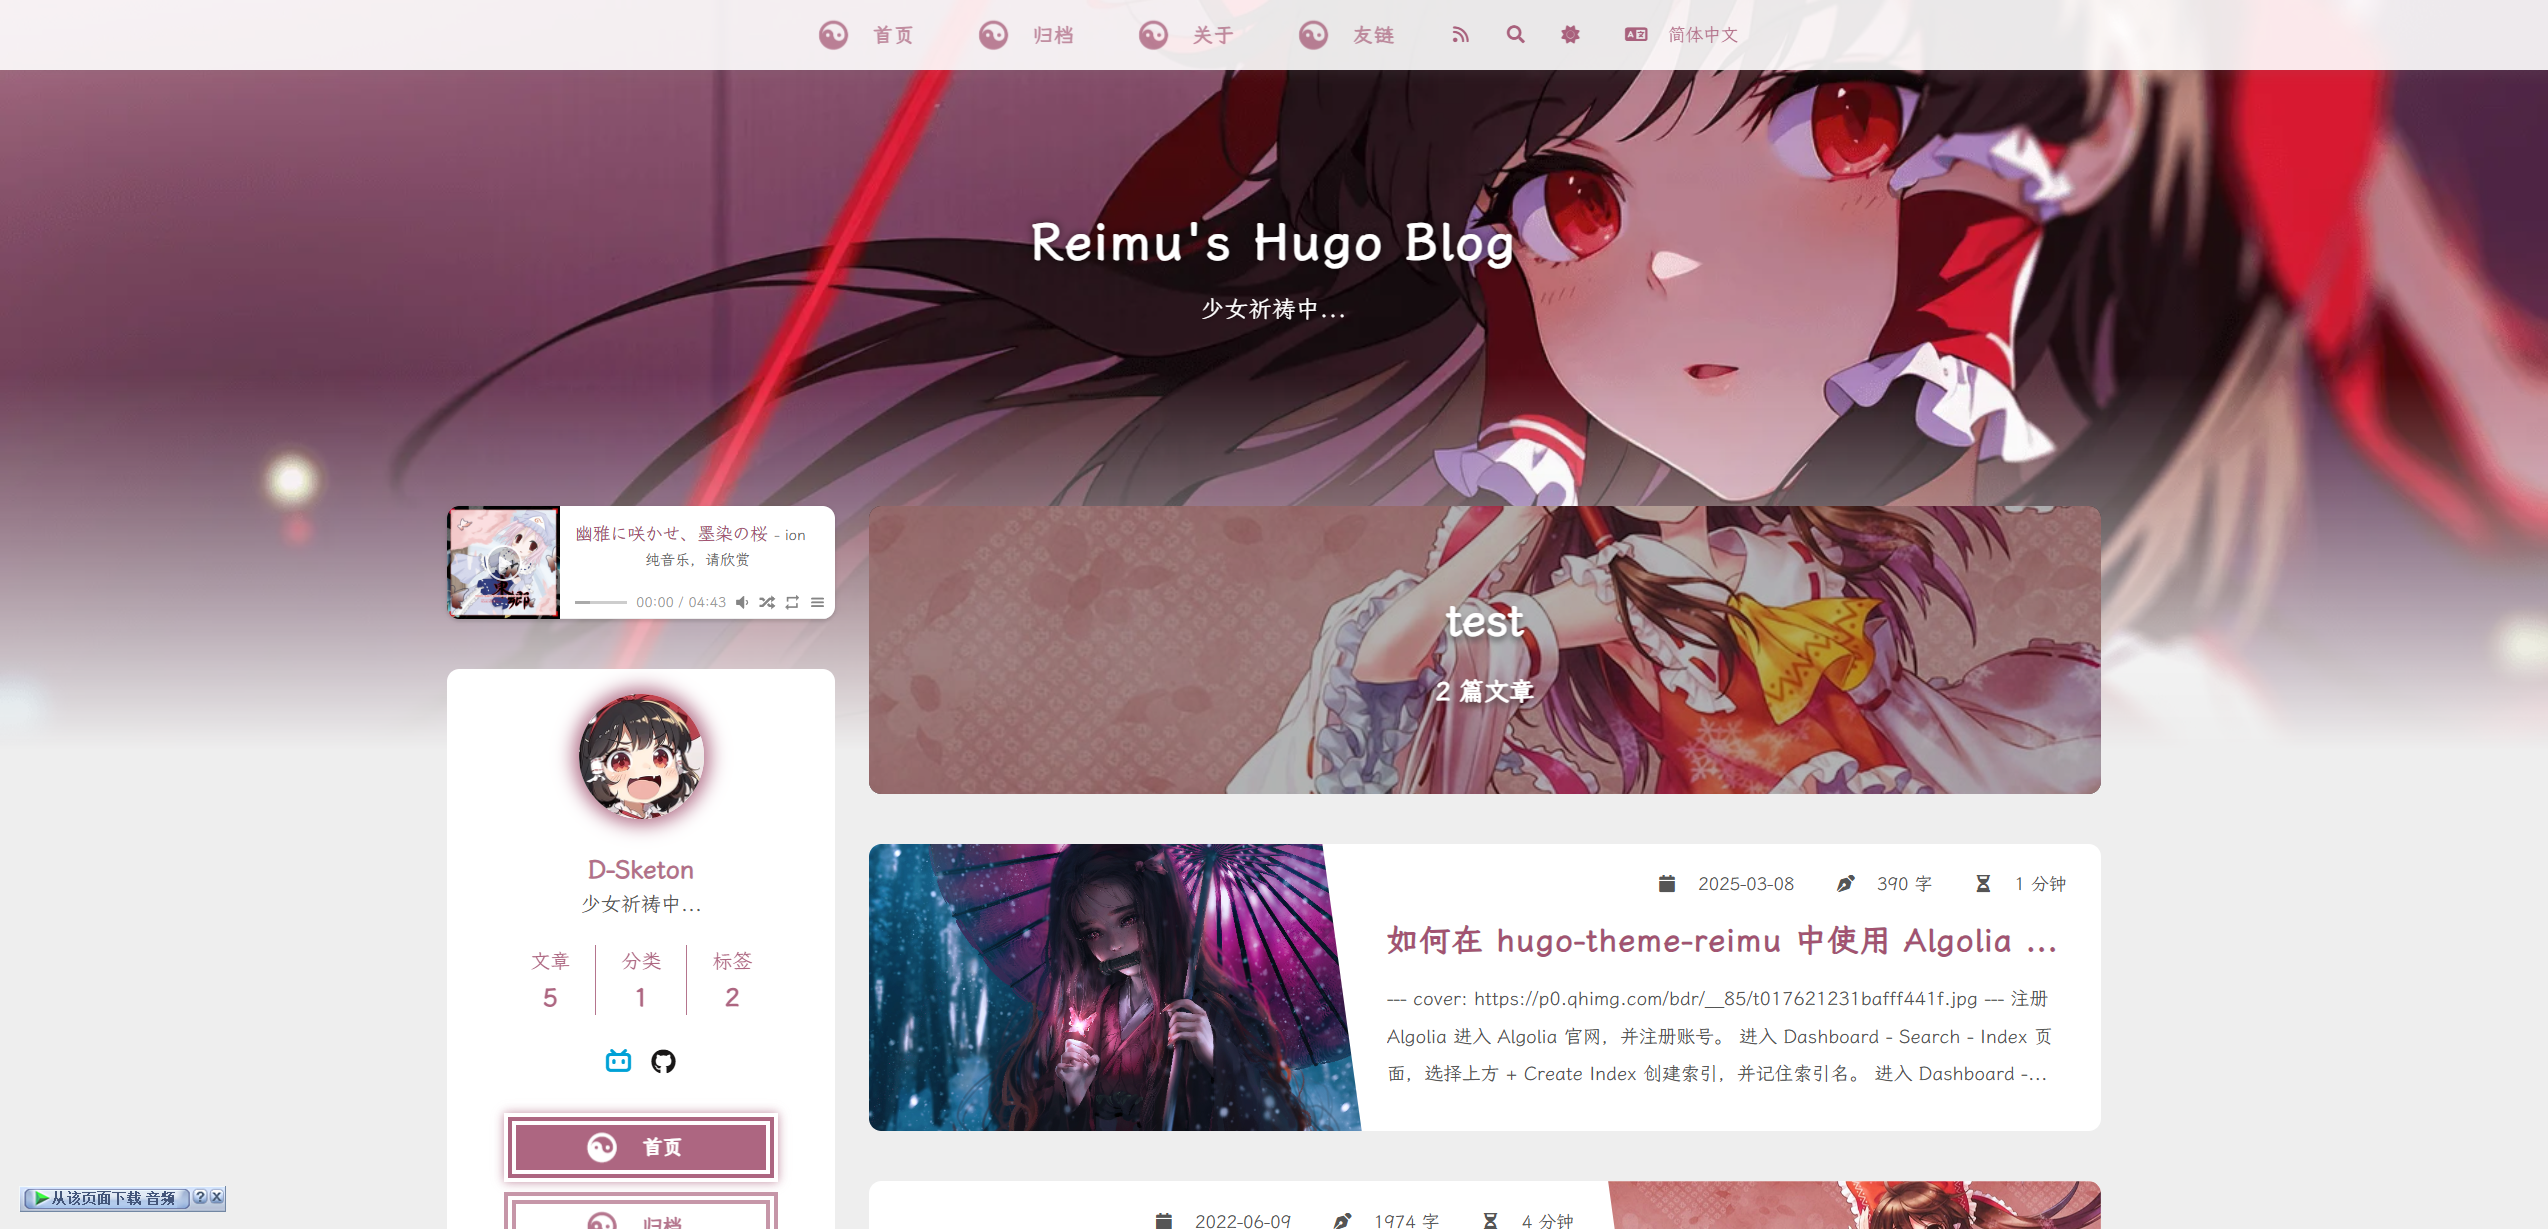 首页 归档 关于 友链 简体中文
Reimu's Hugo Blog
少女祈祷中...
幽雅に咲かせ、墨染の桜 - ion
纯音乐，请欣赏
00:00 / 04:43
test
2 篇文章
D-Sketon
少女祈祷中...
文章 分类 标签
5 1 2
首页
归档
2025-03-08 390 字 1 分钟
如何在 hugo-theme-reimu 中使用 Algolia ...
--- cover: https://p0.qhimg.com/bdr/__85/t017621231bafff441f.jpg --- 注册
Algolia 进入 Algolia 官网，并注册账号。 进入 Dashboard - Search - Index 页
面，选择上方 + Create Index 创建索引，并记住索引名。 进入 Dashboard -...
2022-06-09 1974 字 4 分钟
从该页面下载 音频 ? X